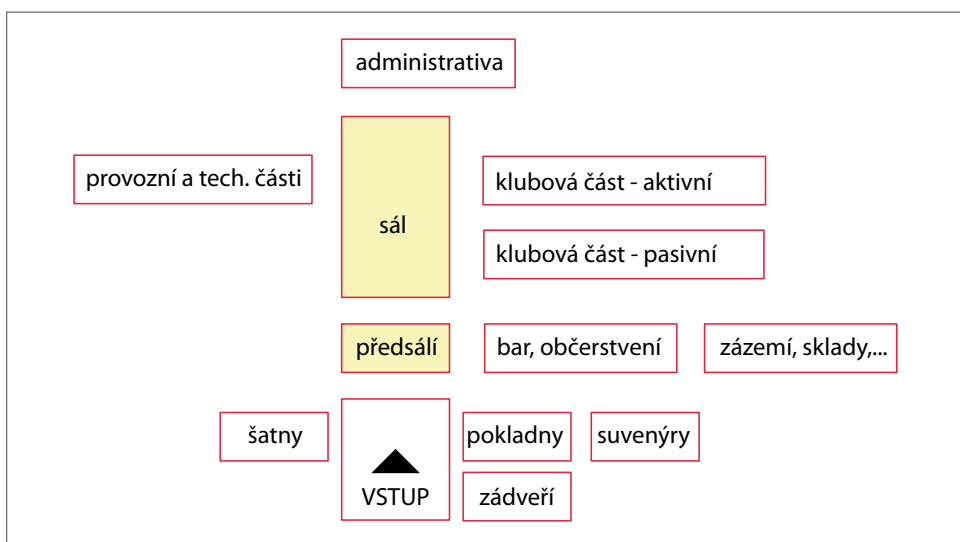 administrativa
provozní a tech. části
sál
klubová část - aktivní
klubová část - pasivní
předsálí
bar, občerstvení
zázemí, sklady,...
šatny
VSTUP
pokladny
suvenýry
zádveří